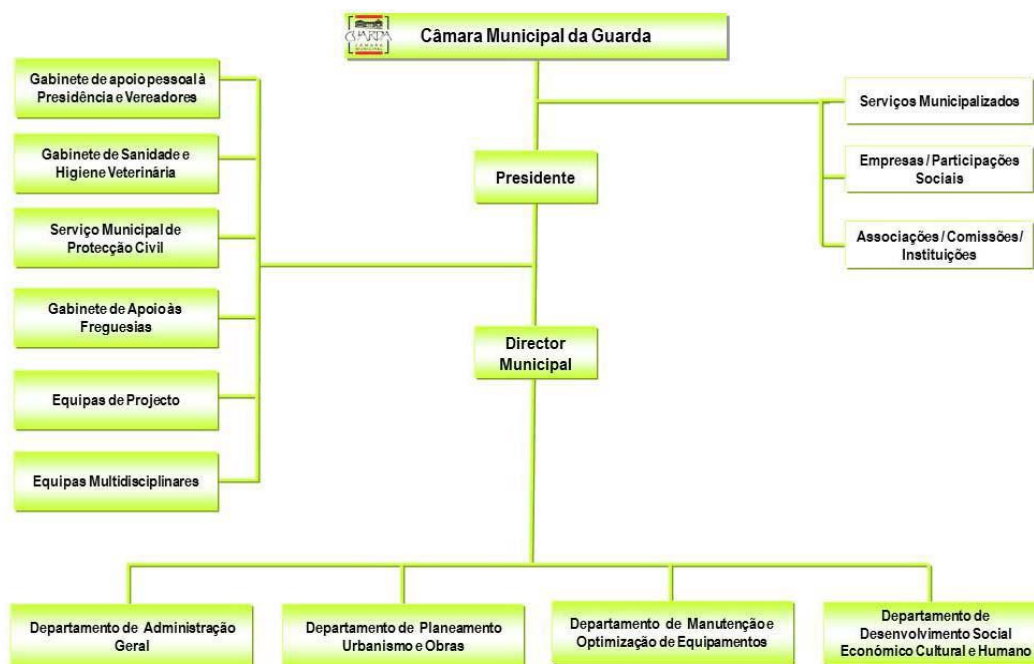 GUARDA
CÂMARA
MUNICIPAL
Câmara Municipal da Guarda
Gabinete de apoio pessoal à
Presidência e Vereadores
Gabinete de Sanidade e
Higiene Veterinária
Serviço Municipal de
Protecção Civil
Gabinete de Apoio às
Freguesias
Equipas de Projecto
Equipas Multidisciplinares
Serviços Municipalizados
Empresas / Participações
Sociais
Associações / Comissões /
Instituições
Presidente
Director
Municipal
Departamento de Administração
Geral
Departamento de Planeamento
Urbanismo e Obras
Departamento de Manutenção e
Optimização de Equipamentos
Departamento de
Desenvolvimento Social
Económico Cultural e Humano